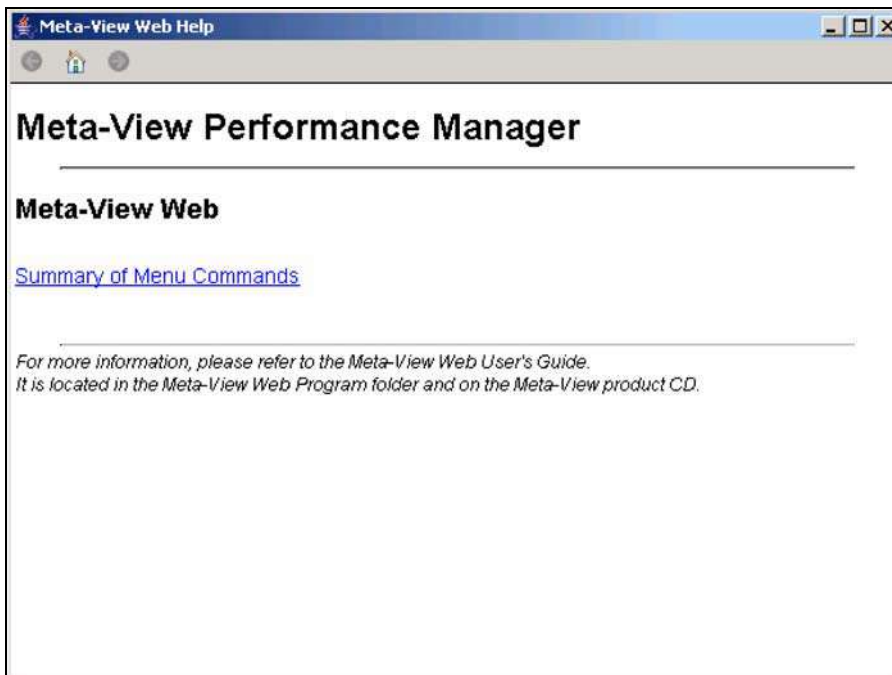 Meta-View Web Help
Meta-View Performance Manager
Meta-View Web
Summary of Menu Commands
For more information, please refer to the Meta-View Web User's Guide.
It is located in the Meta-View Web Program folder and on the Meta-View product CD.